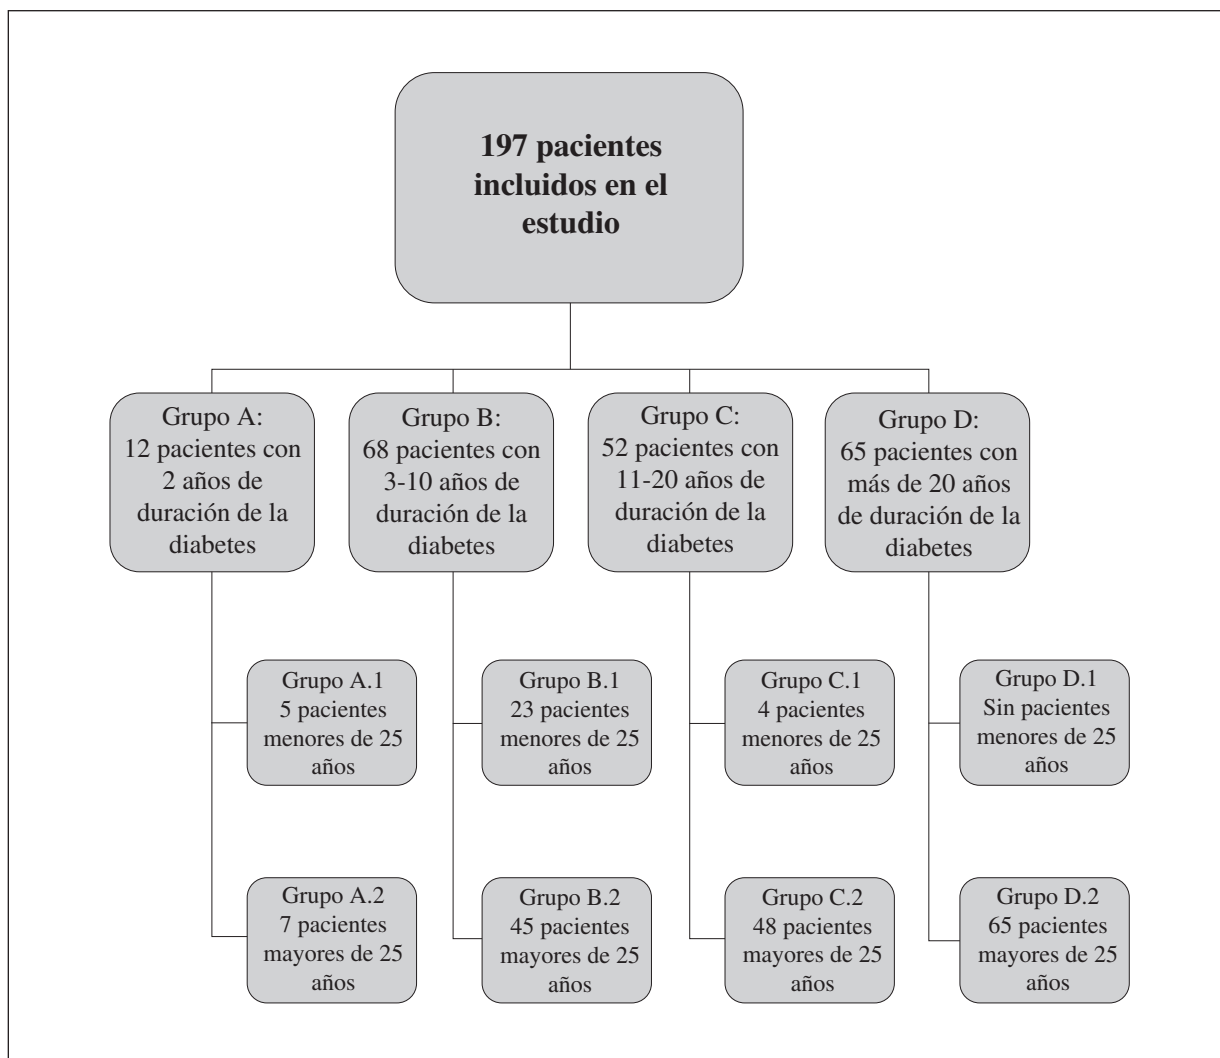 197 pacientes
incluidos en el
estudio
Grupo A:
12 pacientes con
2 años de
duración de la
diabetes
Grupo B:
68 pacientes con
3-10 años de
duración de la
diabetes
Grupo C:
52 pacientes con
11-20 años de
duración de la
diabetes
Grupo D:
65 pacientes con
más de 20 años
de duración de la
diabetes
Grupo A.1
5 pacientes
menores de 25
años
Grupo B.1
23 pacientes
menores de 25
años
Grupo C.1
4 pacientes
menores de 25
años
Grupo D.1
Sin pacientes
menores de 25
años
Grupo A.2
7 pacientes
mayores de 25
años
Grupo B.2
45 pacientes
mayores de 25
años
Grupo C.2
48 pacientes
mayores de 25
años
Grupo D.2
65 pacientes
mayores de 25
años